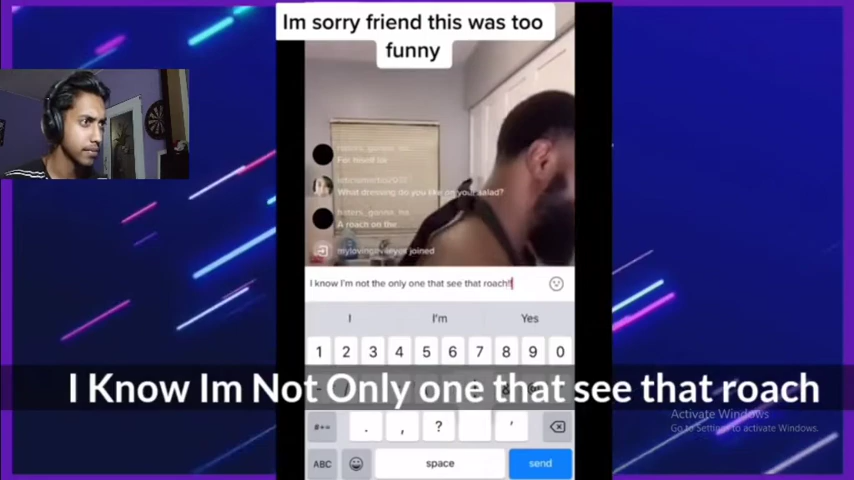 Im sorry friend this was too
funny
For blood 
What dressing do you like on your salad?
haters_gonna_ha
A roach on the
mylovingevileyes joined
I know I'm not the only one that see that roach!!
I I'm Yes
1 2 3 4 5 6 7 8 9 0
I Know Im Not Only one that see that roach
Activate Windows
Go to Settings to activate Windows.
#+= . , ? '
ABC space send